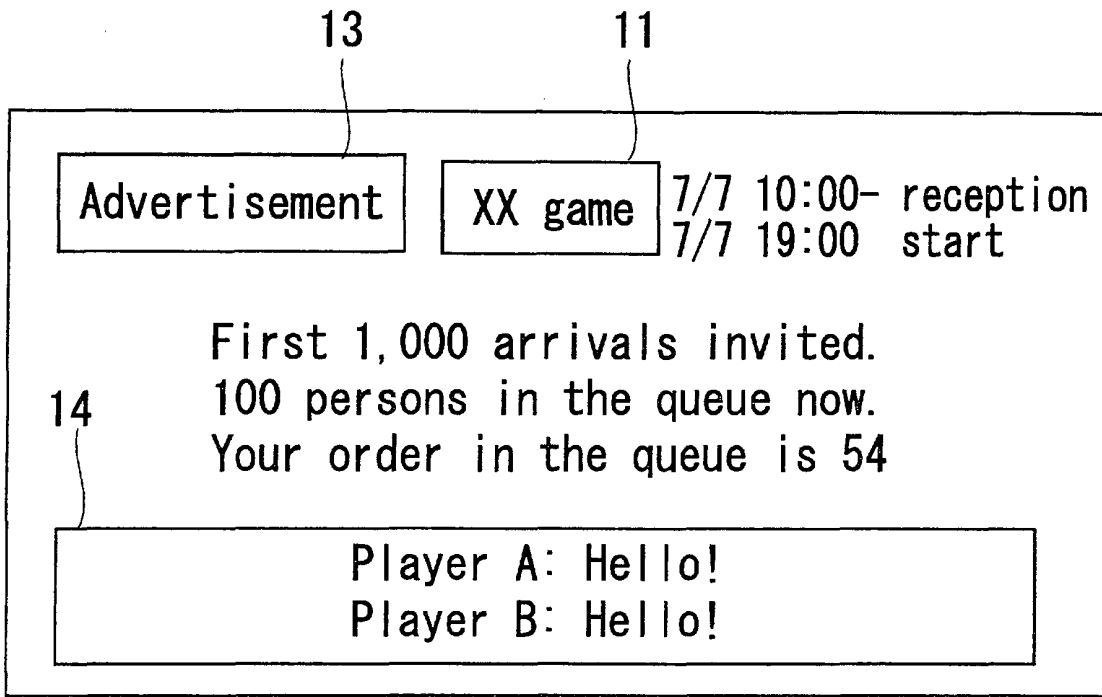 13 11
Advertisement XX game 7/7 10:00- reception
7/7 19:00 start
First 1,000 arrivals invited.
100 persons in the queue now.
14
Your order in the queue is 54
Player A: Hello!
Player B: Hello!